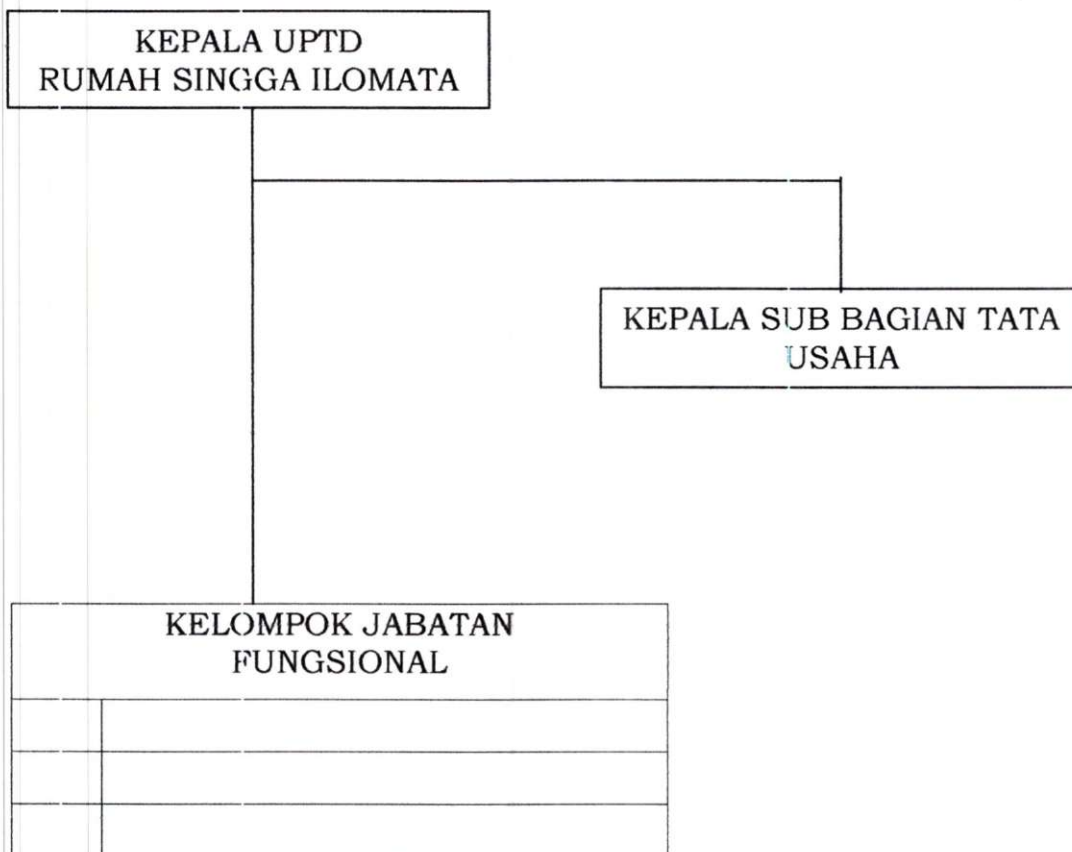 KEPALA UPTD
RUMAH SINGGA ILOMATA
KEPALA SUB BAGIAN TATA
USAHA
KELOMPOK JABATAN
FUNGSIONAL